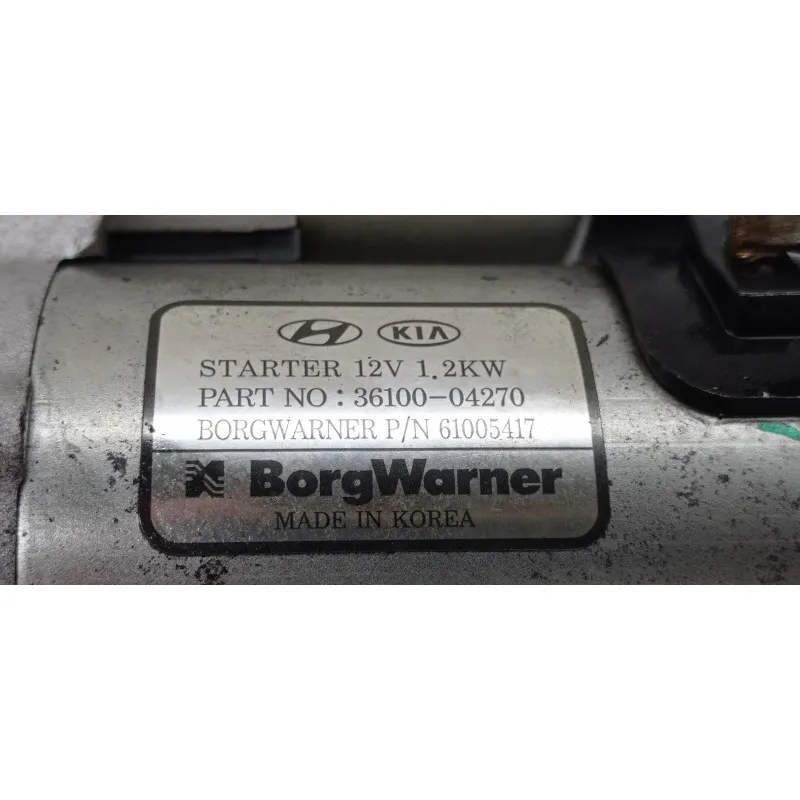 KIA
STARTER 12V 1.2KW
PART NO : 36100-04270
BORGWARNER P/N 61005417
BorgWarner
MADE IN KOREA